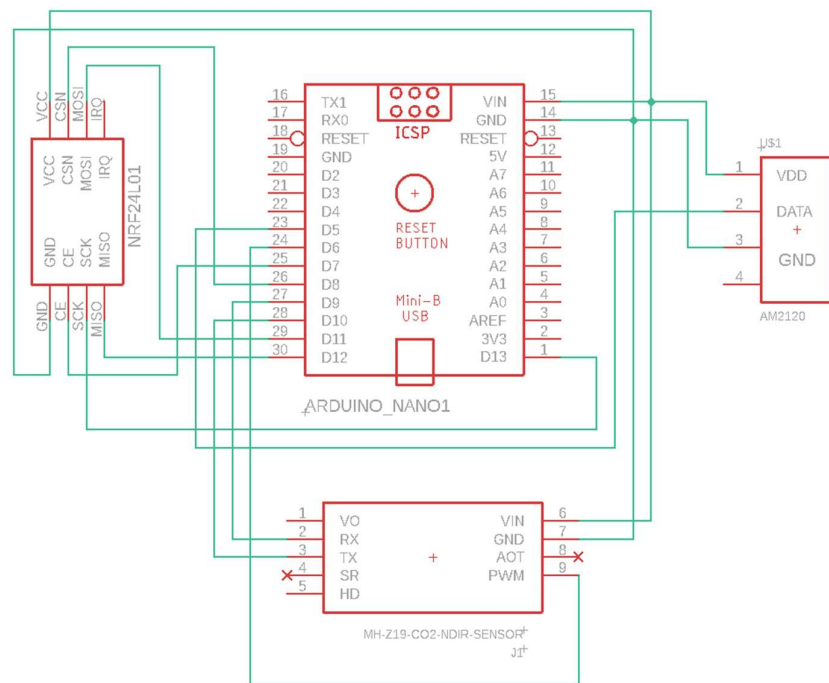 VCC
CSN
MOSI
IRQ
VCC
CSN
MOSI
IRQ
GND
CE
SCK
MISO
GND
CE
SCK
MISO
NRF24L01
16 TX1
17 RX0
18 RESET
19 GND
20 D2
21 D3
22 D4
23 D5
24 D6
25 D7
26 D8
27 D9
28 D10
29 D11
30 D12
ICSP
RESET
BUTTON
Mini-B
USB
VIN 15
GND 14
RESET 13
5V 12
A7 11
A6 10
A5 9
A4 8
A3 7
A2 6
A1 5
A0 4
AREF 3
3V3 2
D13 1
ARDUINO_NANO1
U$1
1 VDD
2 DATA
3 GND
4
AM2120
1 VO
2 RX
3 TX
4 SR
5 HD
VIN 6
GND 7
AOT 8
PWM 9
MH-Z19-CO2-NDIR-SENSOR
J1